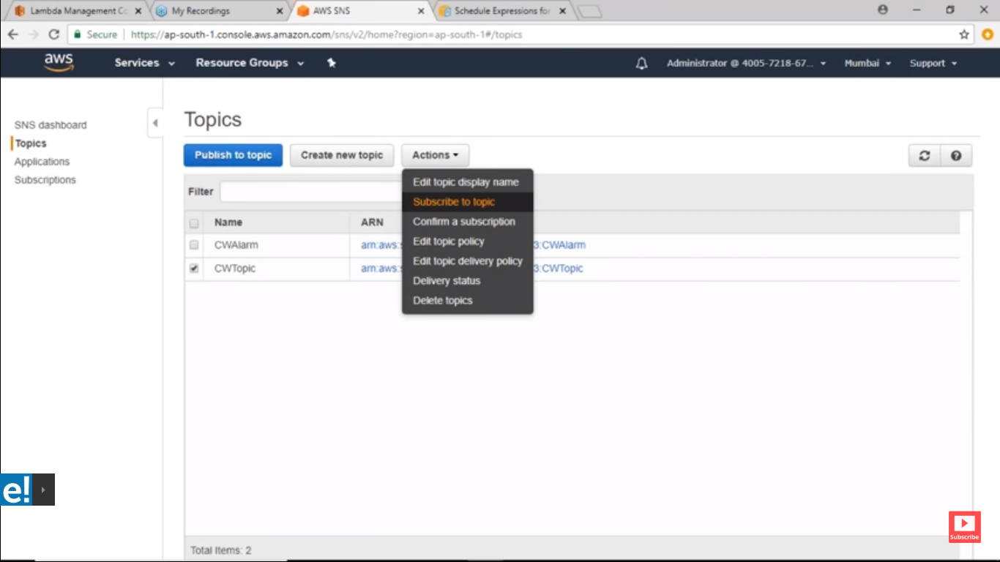 Lambda Management Co
My Recordings
AWS SNS
Schedule Expressions for
Secure
https://ap-south-1.console.aws.amazon.com/sns/v2/home?region=ap-south-1#/topics
aws
Services
Resource Groups
Administrator @ 4005-7218-67...
Mumbai
Support
SNS dashboard
Topics
Applications
Subscriptions
Topics
Publish to topic
Create new topic
Actions
Filter
Edit topic display name
Subscribe to topic
Confirm a subscription
Edit topic policy
Edit topic delivery policy
Delivery status
Delete topics
Name
ARN
CWAlarm
arn:aws:
3:CWAlarm
CWTopic
arn:aws:
3:CWTopic
e!
Subscribe
Total Items: 2